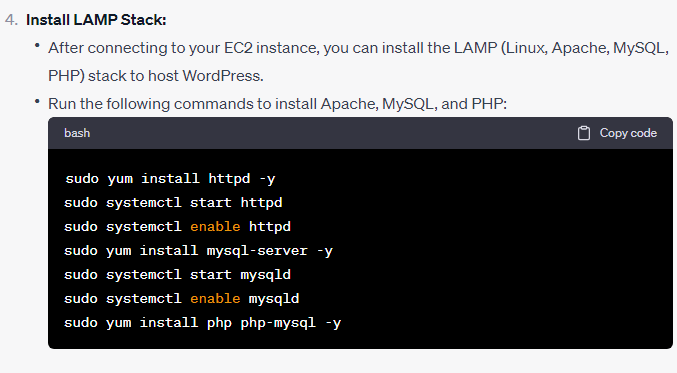 4. Install LAMP Stack:
• After connecting to your EC2 instance, you can install the LAMP (Linux, Apache, MySQL,
PHP) stack to host WordPress.
• Run the following commands to install Apache, MySQL, and PHP:
bash Copy code
sudo yum install httpd -y
sudo systemctl start httpd
sudo systemctl enable httpd
sudo yum install mysql-server -y
sudo systemctl start mysqld
sudo systemctl enable mysqld
sudo yum install php php-mysql -y